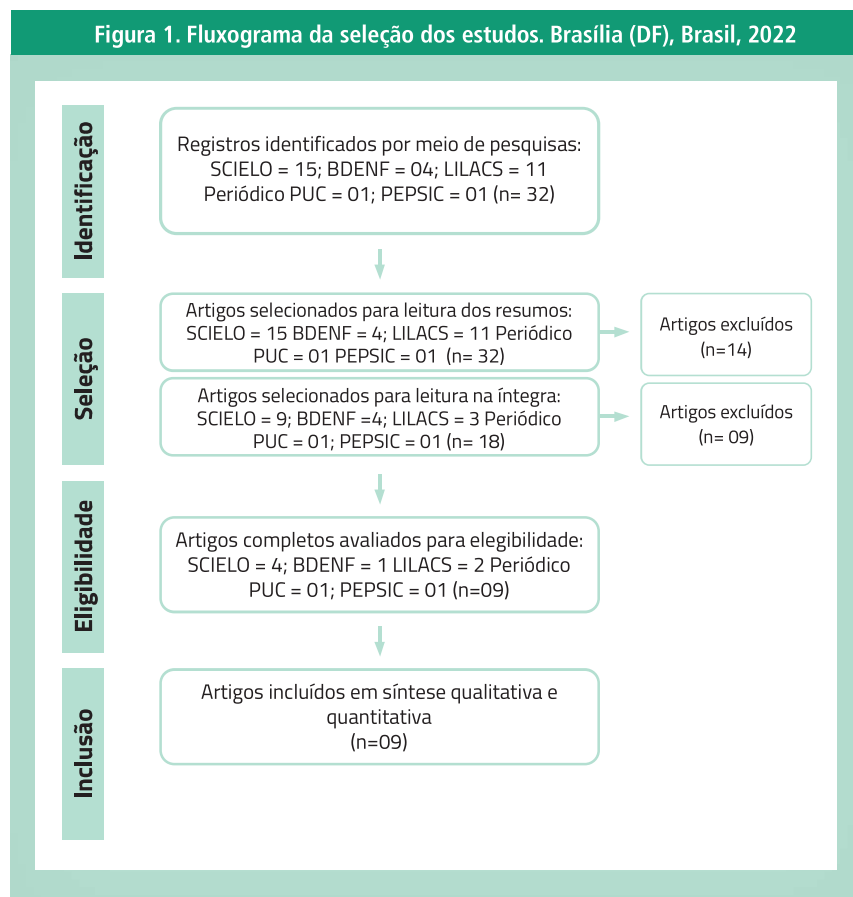 Figura 1. Fluxograma da seleção dos estudos. Brasília (DF), Brasil, 2022
Identificação
Registros identificados por meio de pesquisas:
SCIELO = 15; BDENF = 04; LILACS = 11
Periódico PUC = 01; PEPSIC = 01 (n= 32)
Seleção
Artigos selecionados para leitura dos resumos:
SCIELO = 15 BDENF = 4; LILACS = 11 Periódico
PUC = 01 PEPSIC = 01 (n= 32)
Artigos excluídos
(n=14)
Artigos selecionados para leitura na íntegra:
SCIELO = 9; BDENF =4; LILACS = 3 Periódico
PUC = 01; PEPSIC = 01 (n= 18)
Artigos excluídos
(n= 09)
Eligibilidade
Artigos completos avaliados para elegibilidade:
SCIELO = 4; BDENF = 1 LILACS = 2 Periódico
PUC = 01; PEPSIC = 01 (n=09)
Inclusão
Artigos incluídos em síntese qualitativa e
quantitativa
(n=09)